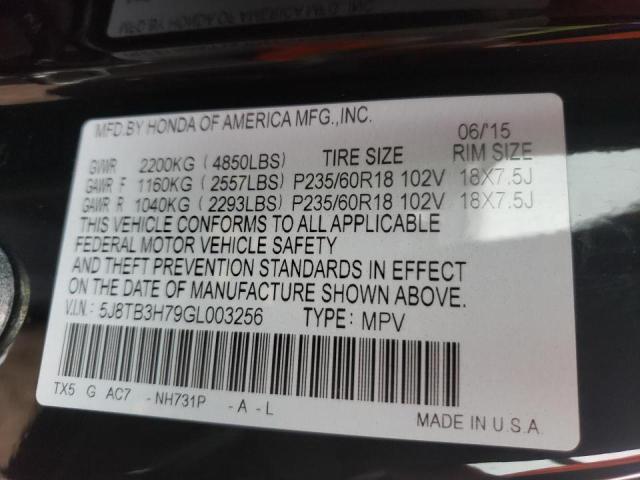 MFD.BY HONDA OF AMERICA MFG.,INC. 06/'15
GVWR 2200KG (4850LBS) TIRE SIZE RIM SIZE
GAWR F 1160KG (2557LBS) P235/60R18 102V 18X7.5J
GAWR R 1040KG (2293LBS) P235/60R18 102V 18X7.5J
THIS VEHICLE CONFORMS TO ALL APPLICABLE
FEDERAL MOTOR VEHICLE SAFETY
AND THEFT PREVENTION STANDARDS IN EFFECT
ON THE DATE OF MANUFACTURE SHOWN ABOVE.
V.I.N.: 5J8TB3H79GL003256 TYPE: MPV
TX5 G AC7 -NH731P -A-L
MADE IN U.S.A.